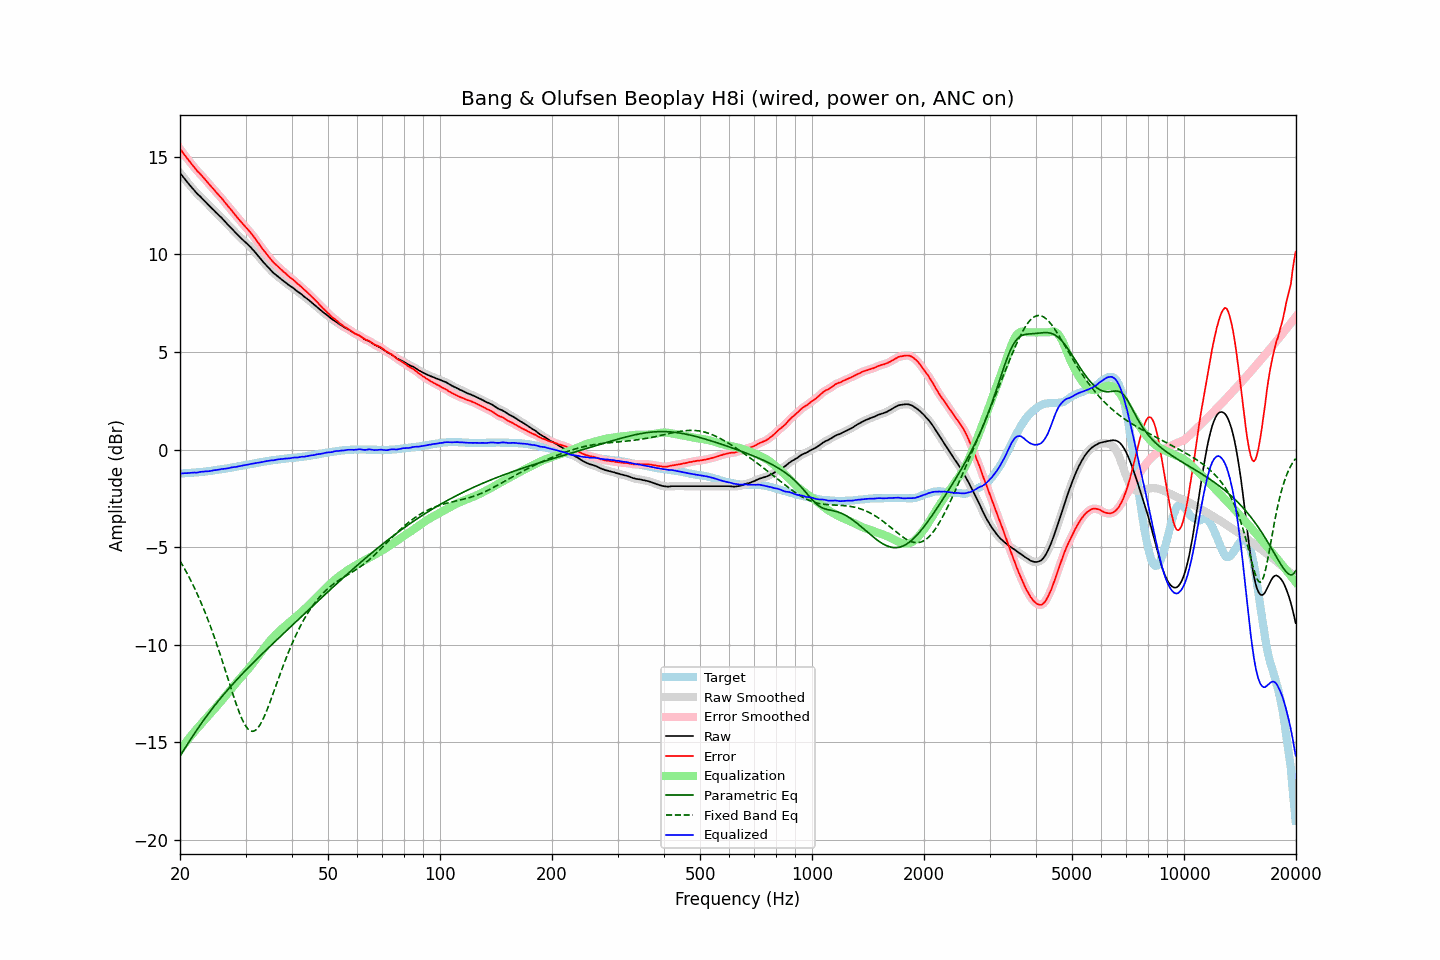 Bang & Olufsen Beoplay H8i (wired, power on, ANC on)
Amplitude (dBr)
15
10
5
0
−5
−10
−15
−20
Target
Raw Smoothed
Error Smoothed
Raw
Error
Equalization
Parametric Eq
Fixed Band Eq
Equalized
20 50 100 200 500 1000 2000 5000 10000 20000
Frequency (Hz)